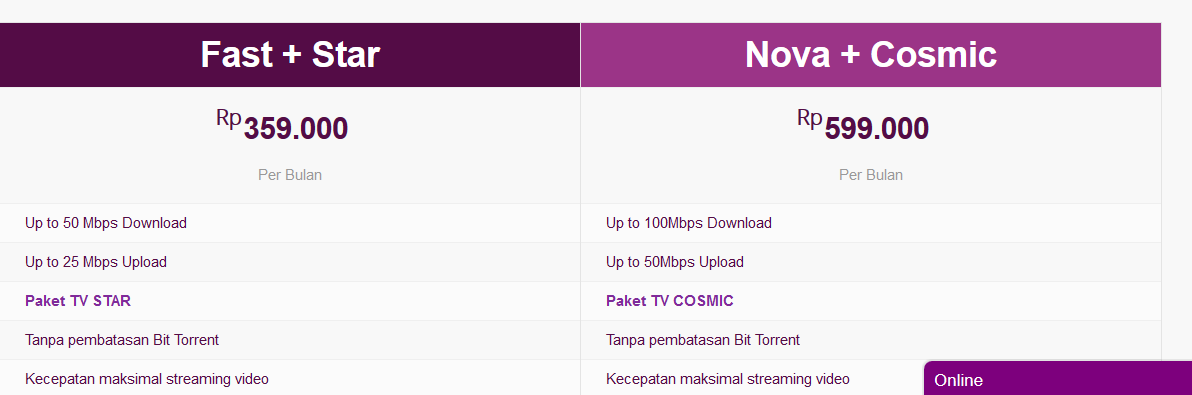 Fast + Star
Rp359.000
Per Bulan
Up to 50 Mbps Download
Up to 25 Mbps Upload
Paket TV STAR
Tanpa pembatasan Bit Torrent
Kecepatan maksimal streaming video
Nova + Cosmic
Rp599.000
Per Bulan
Up to 100Mbps Download
Up to 50Mbps Upload
Paket TV COSMIC
Tanpa pembatasan Bit Torrent
Kecepatan maksimal streaming video
Online